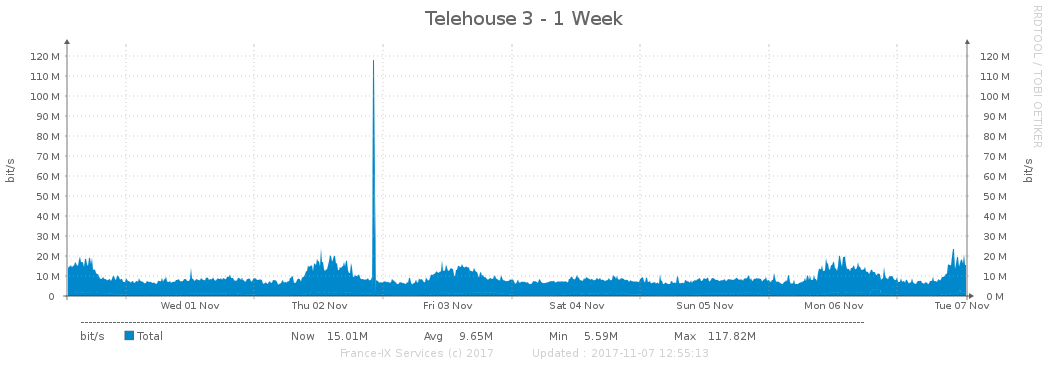 Telehouse 3 - 1 Week
RRDTOOL / TOBI OETIKER
bit/s
bit/s
120 M 120 M
110 M 110 M
100 M 100 M
90 M 90 M
80 M 80 M
70 M 70 M
60 M 60 M
50 M 50 M
40 M 40 M
30 M 30 M
20 M 20 M
10 M 10 M
0 0 M
Wed 01 Nov Thu 02 Nov Fri 03 Nov Sat 04 Nov Sun 05 Nov Mon 06 Nov Tue 07 Nov
bit/s Total Now 15.01M Avg 9.65M Min 5.59M Max 117.82M
France-IX Services (c) 2017 Updated : 2017-11-07 12:55:13